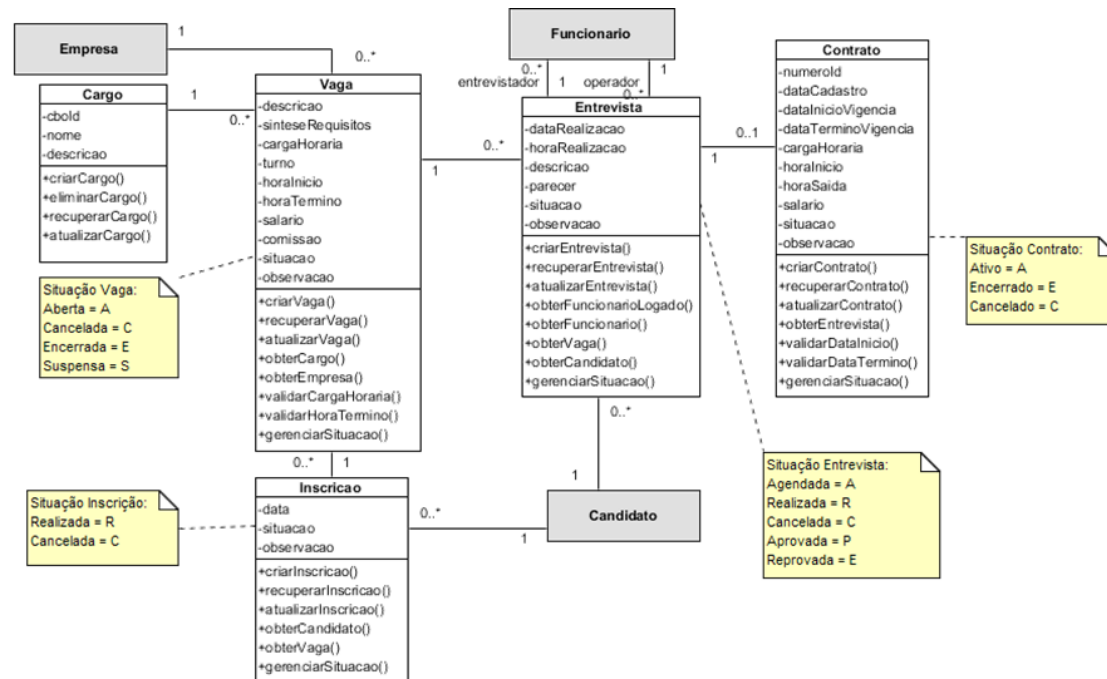 Empresa
1
0..*
Cargo
-cboId
-nome
-descricao
+criarCargo()
+eliminarCargo()
+recuperarCargo()
+atualizarCargo()
1
0..*
Vaga
-descricao
-sinteseRequisitos
-cargaHoraria
-turno
-horaInicio
-horaTermino
-salario
-comissao
-situacao
-observacao
+criarVaga()
+recuperarVaga()
+atualizarVaga()
+obterCargo()
+obterEmpresa()
+validarCargaHoraria()
+validarHoraTermino()
+gerenciarSituacao()
Situação Vaga:
Aberta = A
Cancelada = C
Encerrada = E
Suspensa = S
Funcionario
0..*
1
entrevistador
1
operador
0..*
Entrevista
-dataRealizacao
-horaRealizacao
-descricao
-parecer
-situacao
-observacao
+criarEntrevista()
+recuperarEntrevista()
+atualizarEntrevista()
+obterFuncionarioLogado()
+obterFuncionario()
+obterVaga()
+obterCandidato()
+gerenciarSituacao()
0..*
1
0..1
1
Contrato
-numeroId
-dataCadastro
-dataInicioVigencia
-dataTerminoVigencia
-cargaHoraria
-horaInicio
-horaSaida
-salario
-situacao
-observacao
+criarContrato()
+recuperarContrato()
+atualizarContrato()
+obterEntrevista()
+validarDataInicio()
+validarDataTermino()
+gerenciarSituacao()
Situação Contrato:
Ativo = A
Encerrado = E
Cancelado = C
0..*
1
0..*
1
Situação Entrevista:
Agendada = A
Realizada = R
Cancelada = C
Aprovada = P
Reprovada = E
Situação Inscrição:
Realizada = R
Cancelada = C
Inscricao
-data
-situacao
-observacao
+criarInscricao()
+recuperarInscricao()
+atualizarInscricao()
+obterCandidato()
+obterVaga()
+gerenciarSituacao()
0..*
1
Candidato